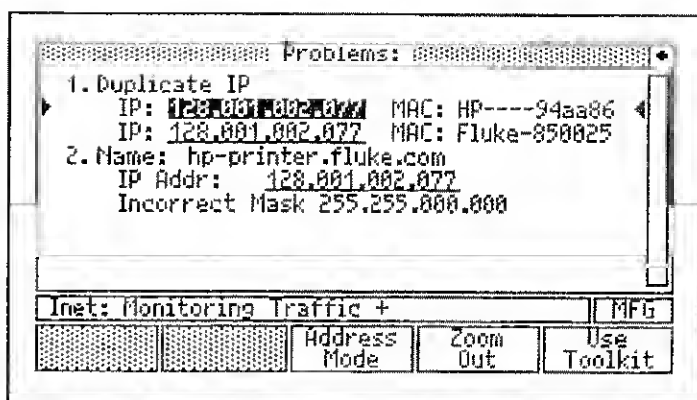 Problems:
1. Duplicate IP
IP: 128.001.002.077 MAC: HP----94aa86
IP: 128.001.002.077 MAC: Fluke-850025
2. Name: hp-printer.fluke.com
IP Addr: 128.001.002.077
Incorrect Mask 255.255.000.000
Inet: Monitoring Traffic + MFG
Address Mode
Zoom Out
Use Toolkit